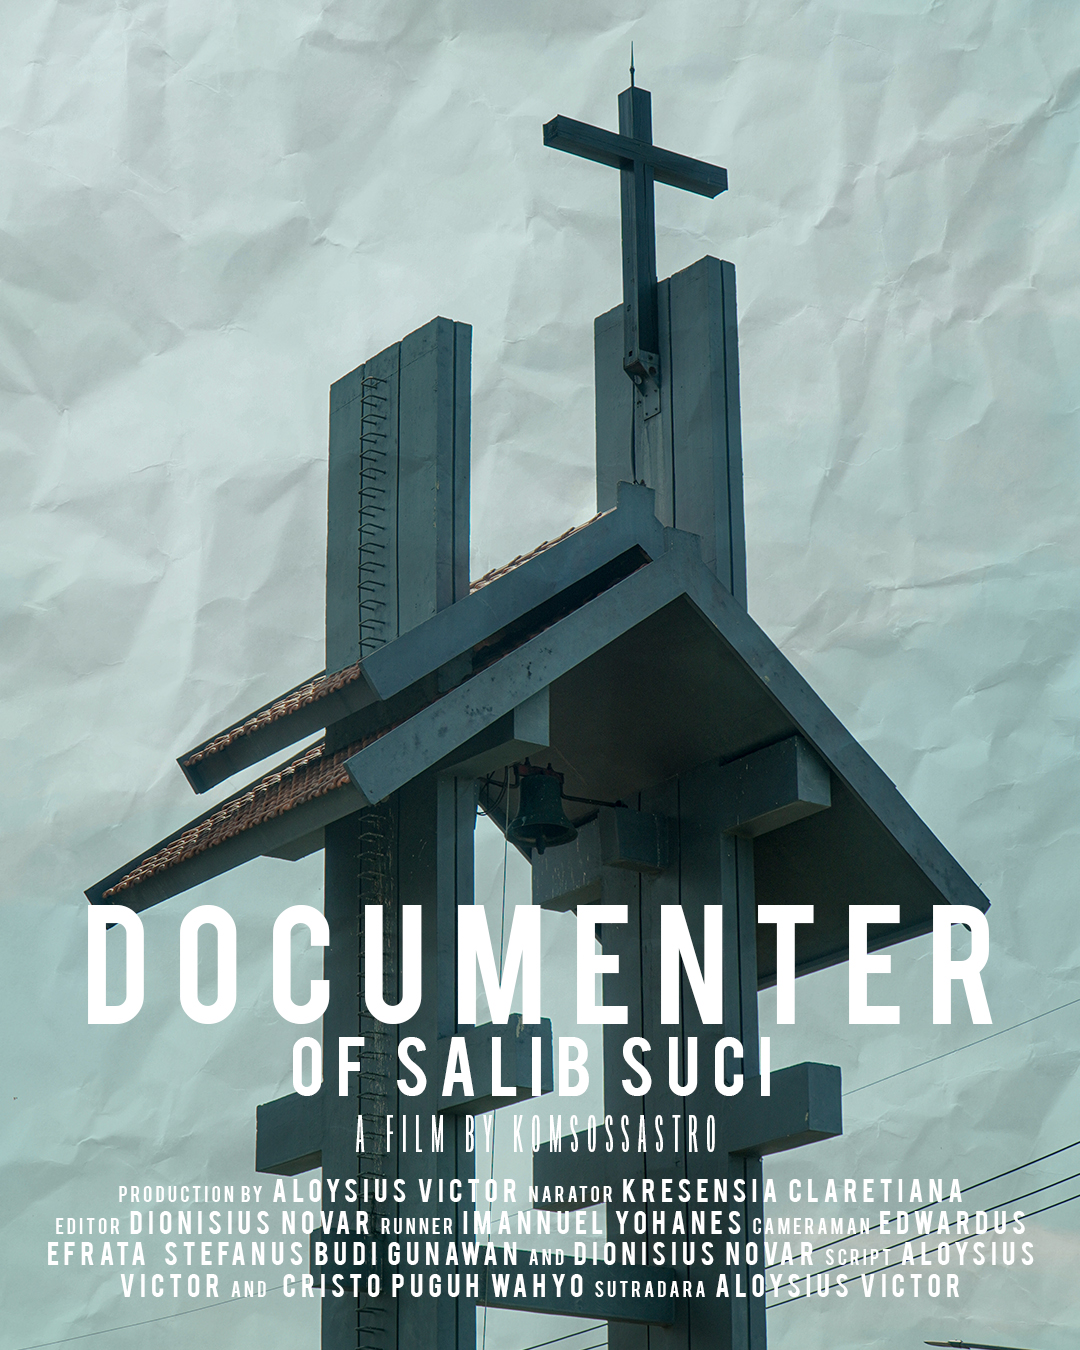 DOCUMENTER
OF SALIB SUCI
A FILM BY KOMSOSSASTRO
PRODUCTION BY ALOYSIUS VICTOR NARATOR KRESENSIA CLARETIANA
EDITOR DIONISIUS NOVAR RUNNER IMANNUEL YOHANES CAMERAMAN EDWARDUS
EFRATA STEFANUS BUDI GUNAWAN AND DIONISIUS NOVAR SCRIPT ALOYSIUS
VICTOR AND CRISTO PUGUH WAHYO SUTRADARA ALOYSIUS VICTOR